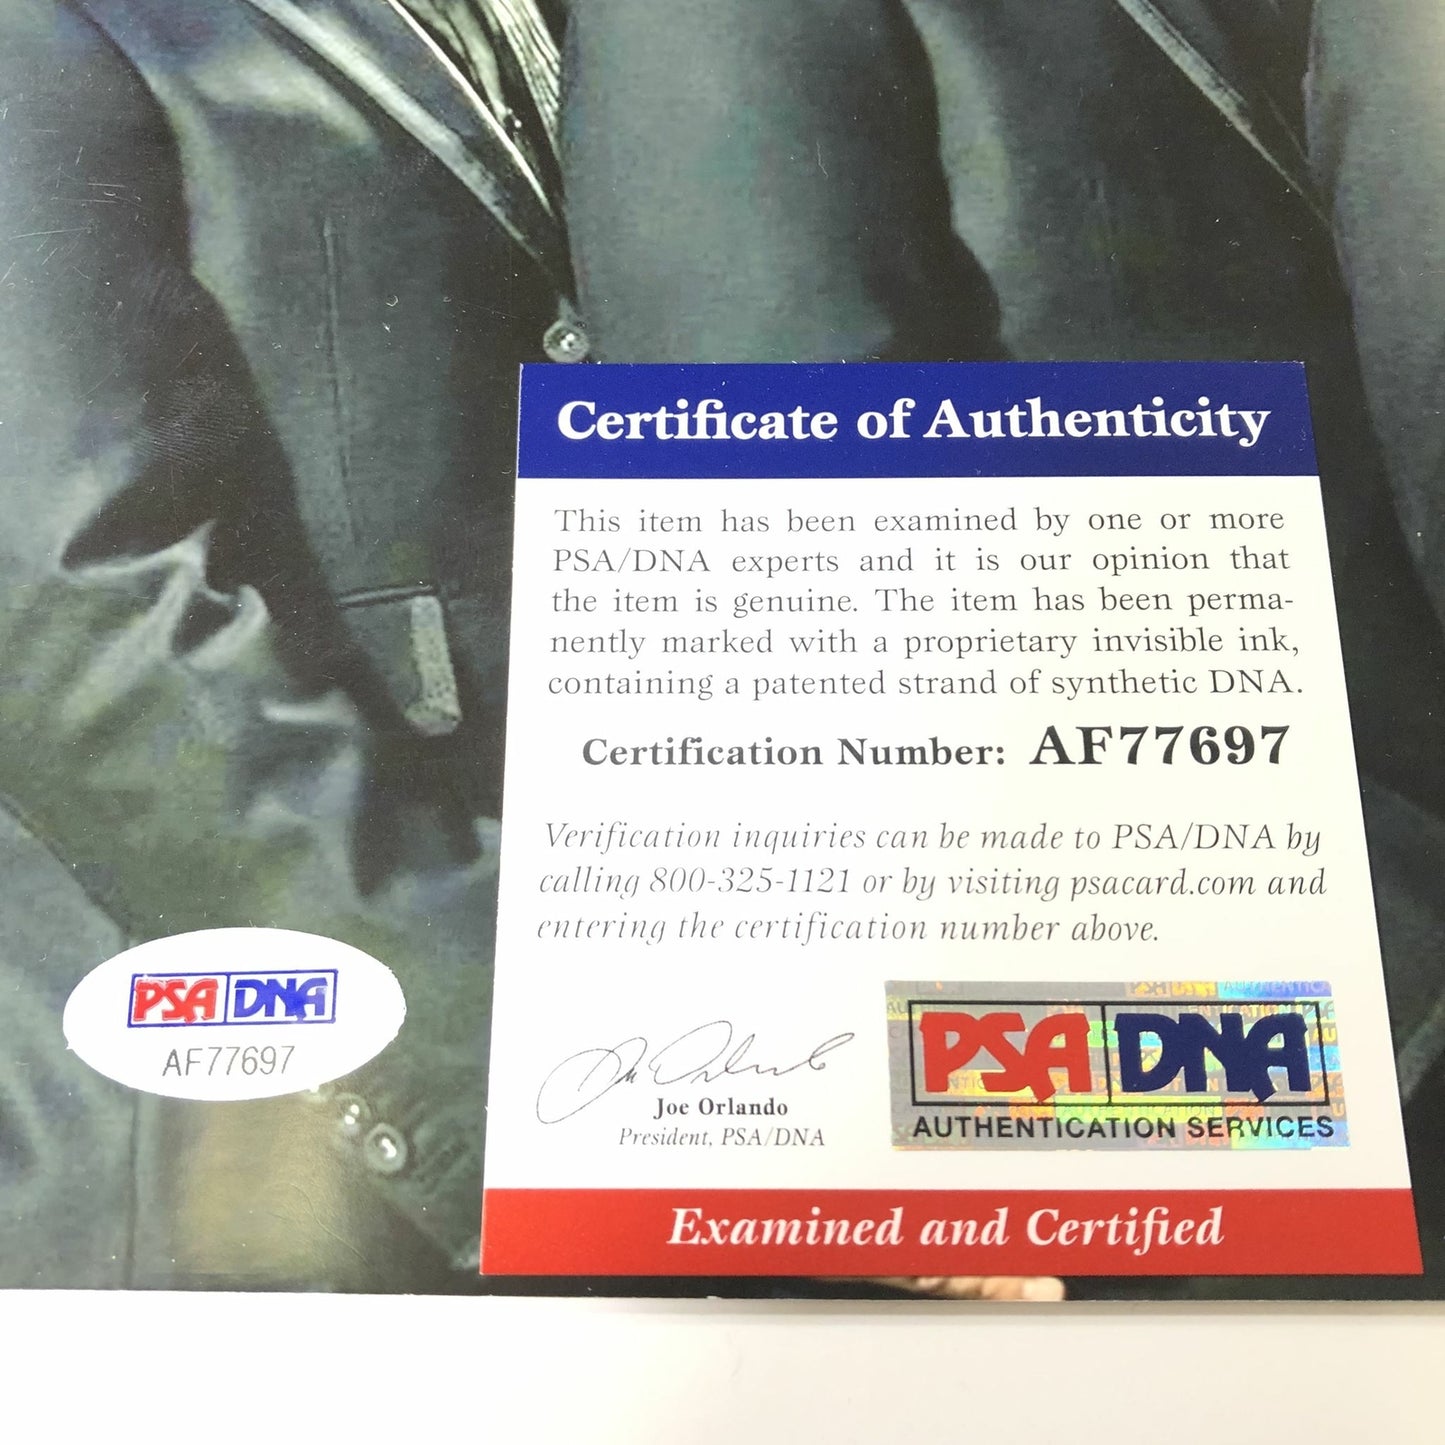 Certificate of Authenticity
This item has been examined by one or more
PSA/DNA experts and it is our opinion that
the item is genuine. The item has been perma-
nently marked with a proprietary invisible ink,
containing a patented strand of synthetic DNA.
Certification Number: AF77697
Verification inquiries can be made to PSA/DNA by
calling 800-325-1121 or by visiting psacard.com and
entering the certification number above.
PSA DNA
AF77697
Joe Orlando
President, PSA/DNA
PSA DNA
AUTHENTICATION SERVICES
Examined and Certified